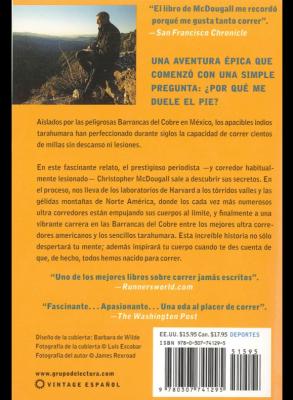 "El libro de McDougall me recordó
porqué me gusta tanto correr".
—San Francisco Chronicle
UNA AVENTURA ÉPICA QUE
COMENZÓ CON UNA SIMPLE
PREGUNTA: ¿POR QUÉ ME
DUELE EL PIE?
Aislados por las peligrosas Barrancas del Cobre en México, los apacibles indios
tarahumara han perfeccionado durante siglos la capacidad de correr cientos
de millas sin descanso ni lesiones.
En este fascinante relato, el prestigioso periodista —y corredor habitual-
mente lesionado— Christopher McDougall sale a descubrir sus secretos. En
el proceso, nos lleva de los laboratorios de Harvard a los tórridos valles y las
gélidas montañas de Norte América, donde los cada vez más numerosos
ultra corredores están empujando sus cuerpos al límite, y finalmente a una
vibrante carrera en las Barrancas del Cobre entre los mejores ultra corre-
dores americanos y los sencillos tarahumara. Esta increíble historia no sólo
despertará tu mente; además inspirará tu cuerpo cuando te des cuenta de
que, de hecho, todos hemos nacido para correr.
"Uno de los mejores libros sobre correr jamás escritos".
—Runnersworld.com
"Fascinante... Apasionante... Una oda al placer de correr".
—The Washington Post
Diseño de la cubierta: Barbara de Wilde
Fotografía de la cubierta © Luis Escobar
Fotografía del autor © James Rexroad
www.grupodelectura.com
VINTAGE ESPAÑOL
EE.UU. $15.95 Can. $17.95 DEPORTES
ISBN 978-0-307-74129-5
51595
9 780307 741295